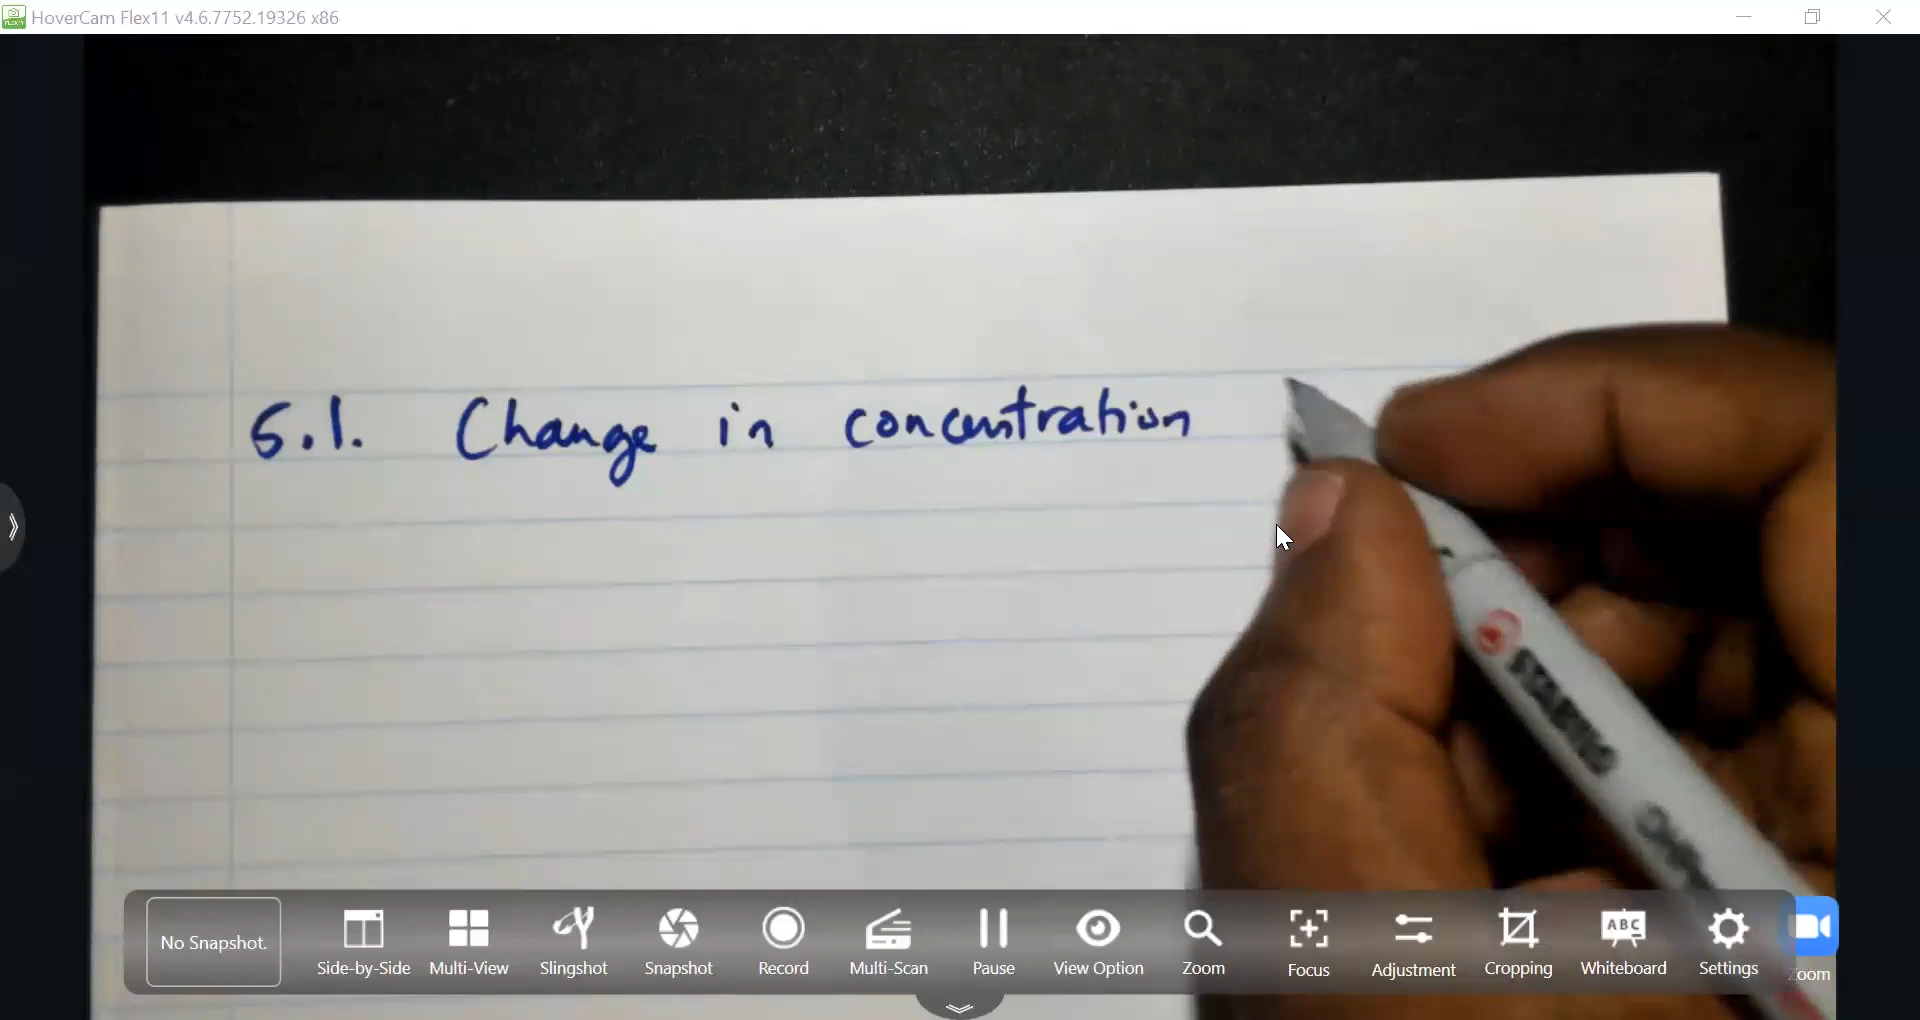 HoverCam Flex11 v4.6.7752.19326 x86
5.1. Change in concentration
No Snapshot.
Side-by-Side
Multi-View
Slingshot
Snapshot
Record
Multi-Scan
Pause
View Option
Zoom
Focus
Adjustment
Cropping
ABC
Whiteboard
Settings
Zoom